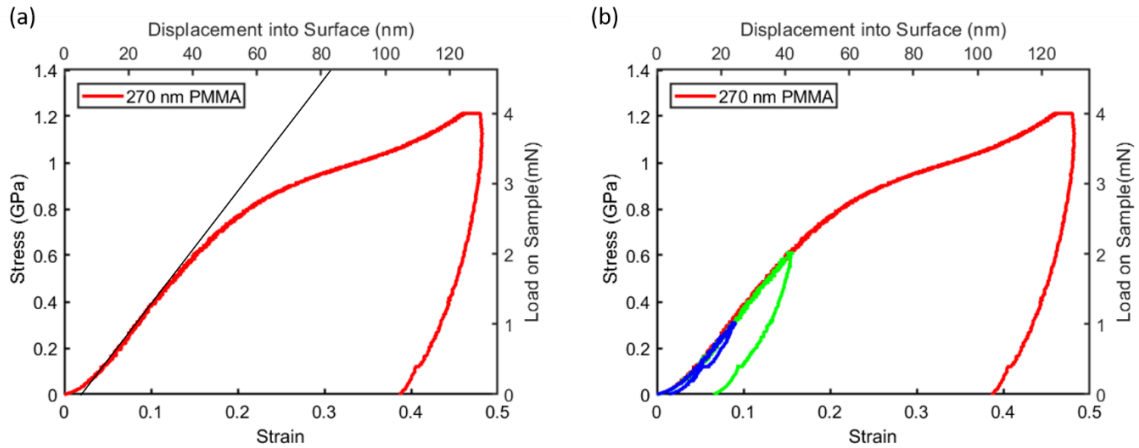 (a)
Displacement into Surface (nm)
0 20 40 60 80 100 120
1.4
1.2
1
0.8
0.6
0.4
0.2
0
Stress (GPa)
270 nm PMMA
4
3
2
1
0
Load on Sample(mN)
0 0.1 0.2 0.3 0.4 0.5
Strain
(b)
Displacement into Surface (nm)
0 20 40 60 80 100 120
1.4
1.2
1
0.8
0.6
0.4
0.2
0
Stress (GPa)
270 nm PMMA
4
3
2
1
0
Load on Sample(mN)
0 0.1 0.2 0.3 0.4 0.5
Strain